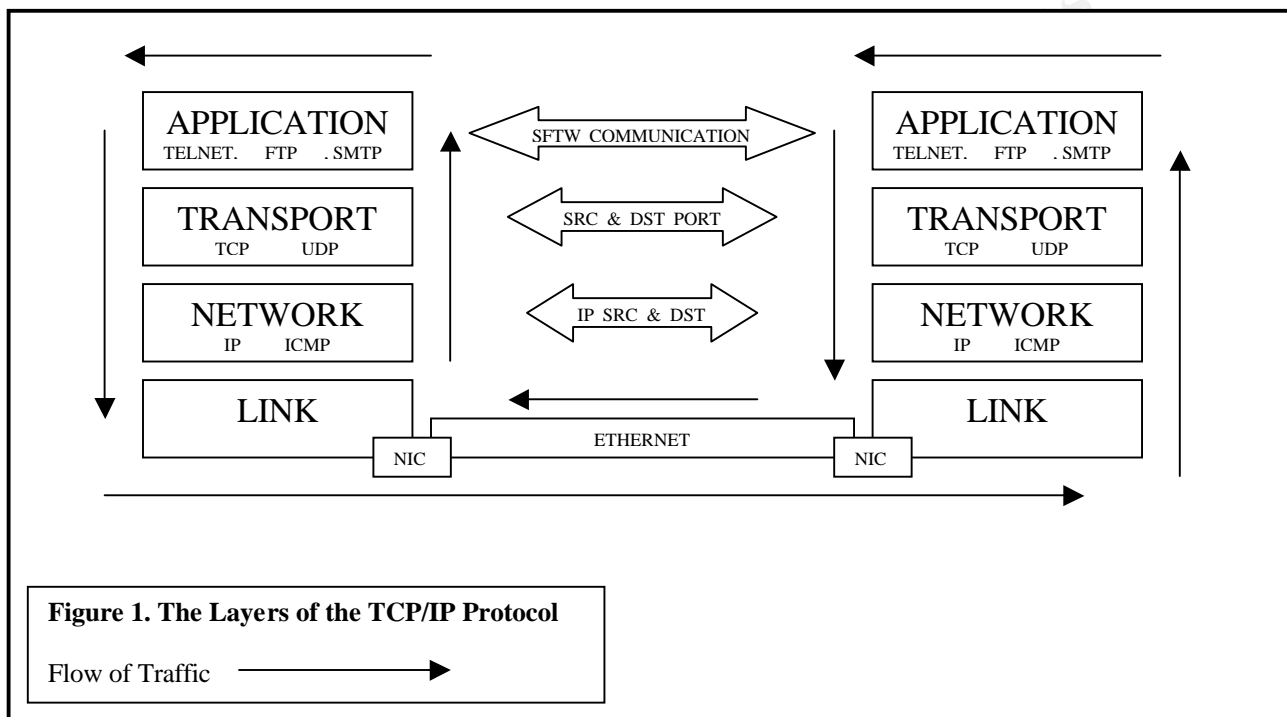 APPLICATION
TELNET. FTP . SMTP
TRANSPORT
TCP UDP
NETWORK
IP ICMP
LINK
NIC
SFTW COMMUNICATION
SRC & DST PORT
IP SRC & DST
ETHERNET
APPLICATION
TELNET. FTP . SMTP
TRANSPORT
TCP UDP
NETWORK
IP ICMP
LINK
NIC
Figure 1. The Layers of the TCP/IP Protocol
Flow of Traffic